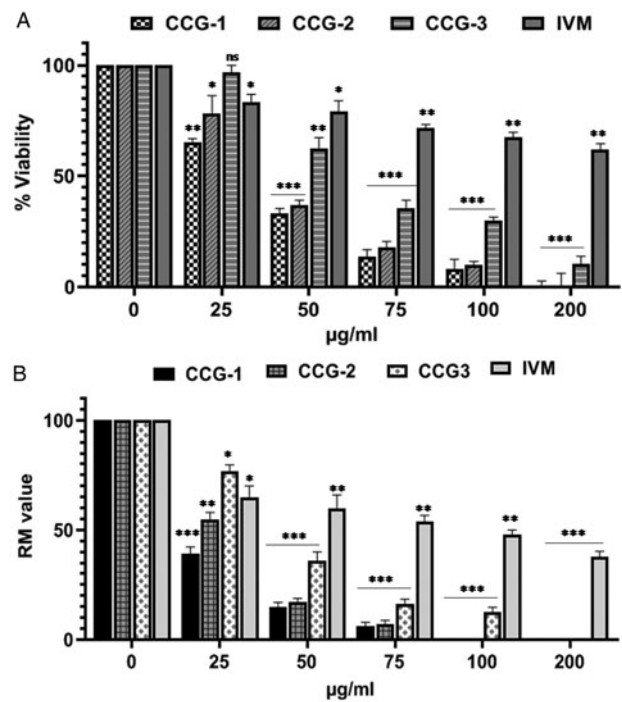 A
CCG-1 CCG-2 CCG-3 IVM
ns
100
** * *
*
** ** ** **
% Viability
50
***
***
***
***
0
0 25 50 75 100 200
µg/ml
B
CCG-1 CCG-2 CCG3 IVM
100
*
*** ** *
**
** ** ***
RM value
50
***
***
***
0
0 25 50 75 100 200
µg/ml